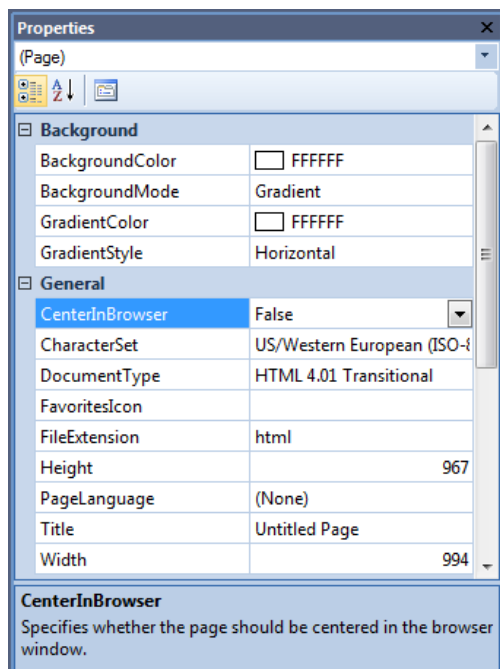 Properties
(Page)
A
Z
Background
BackgroundColor FFFFFF
BackgroundMode Gradient
GradientColor FFFFFF
GradientStyle Horizontal
General
CenterInBrowser False
CharacterSet US/Western European (ISO-8
DocumentType HTML 4.01 Transitional
FavoritesIcon
FileExtension html
Height 967
PageLanguage (None)
Title Untitled Page
Width 994
CenterInBrowser
Specifies whether the page should be centered in the browser
window.